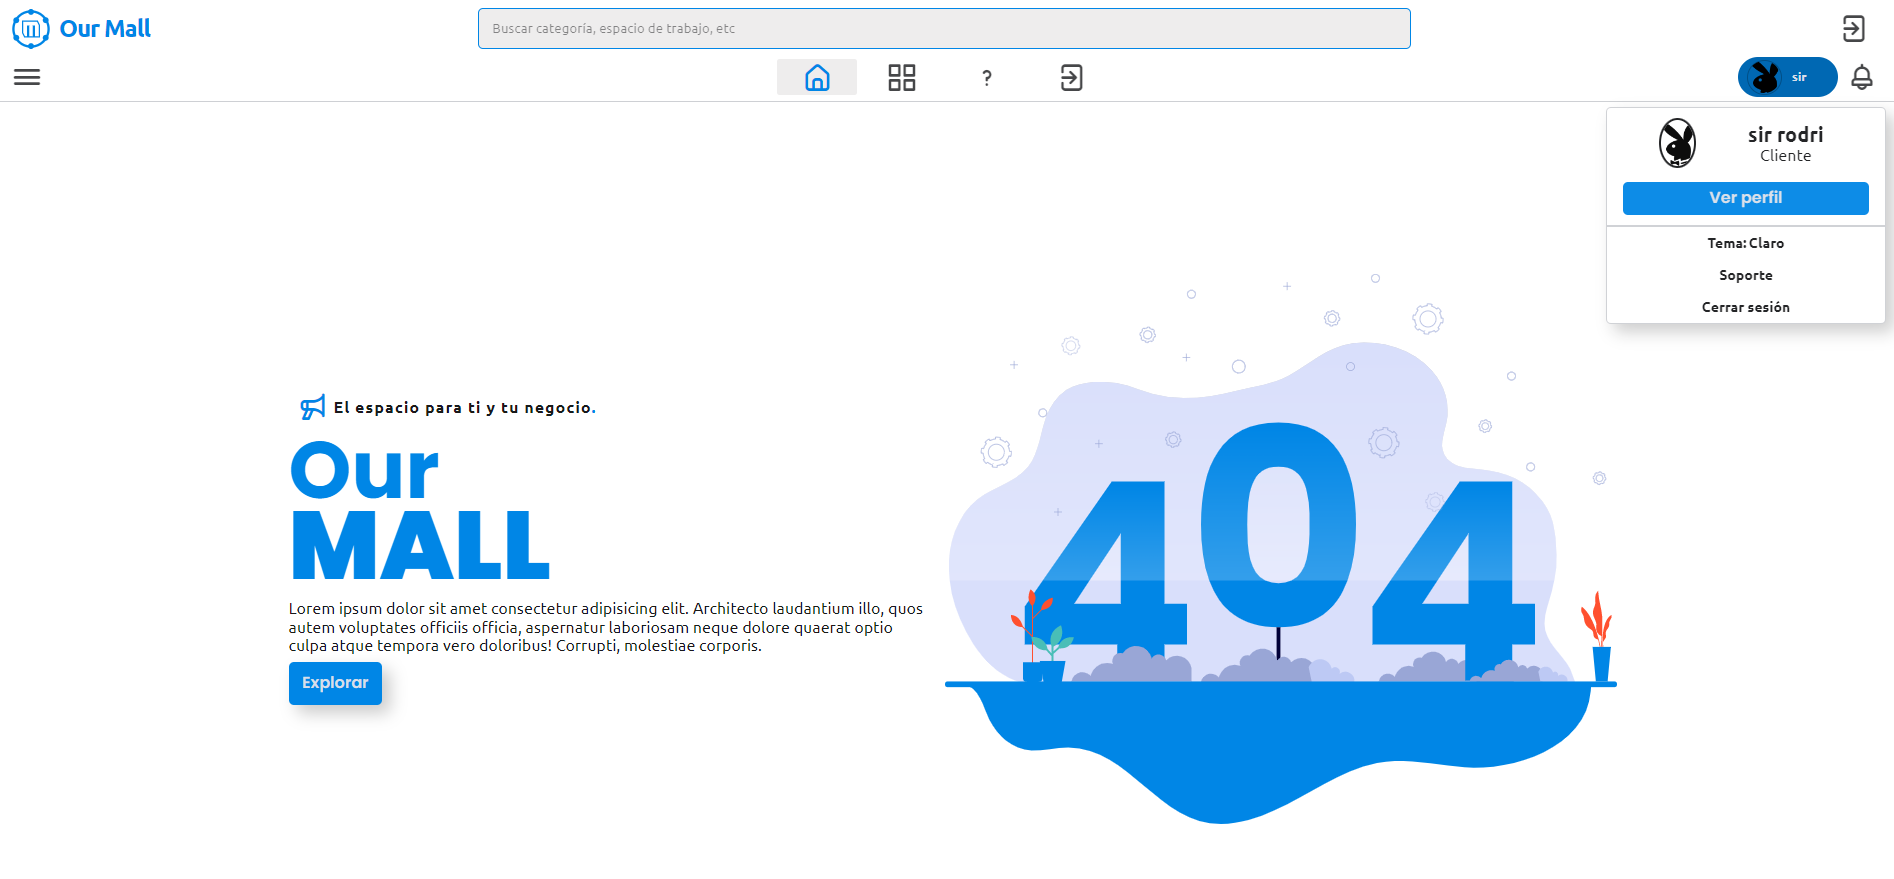 Our Mall
Buscar categoría, espacio de trabajo, etc
?
sir
sir rodri
Cliente
Ver perfil
Tema: Claro
Soporte
Cerrar sesión
El espacio para ti y tu negocio.
Our
MALL
Lorem ipsum dolor sit amet consectetur adipisicing elit. Architecto laudantium illo, quos
autem voluptates officiis officia, aspernatur laboriosam neque dolore quaerat optio
culpa atque tempora vero doloribus! Corrupti, molestiae corporis.
Explorar
404